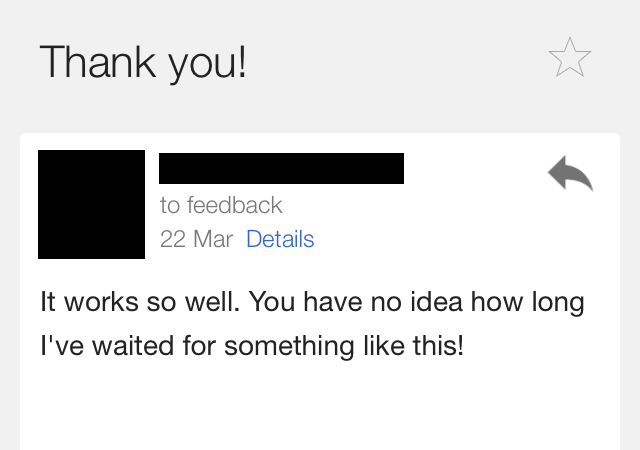 Thank you!
to feedback
22 Mar Details
It works so well. You have no idea how long
I've waited for something like this!